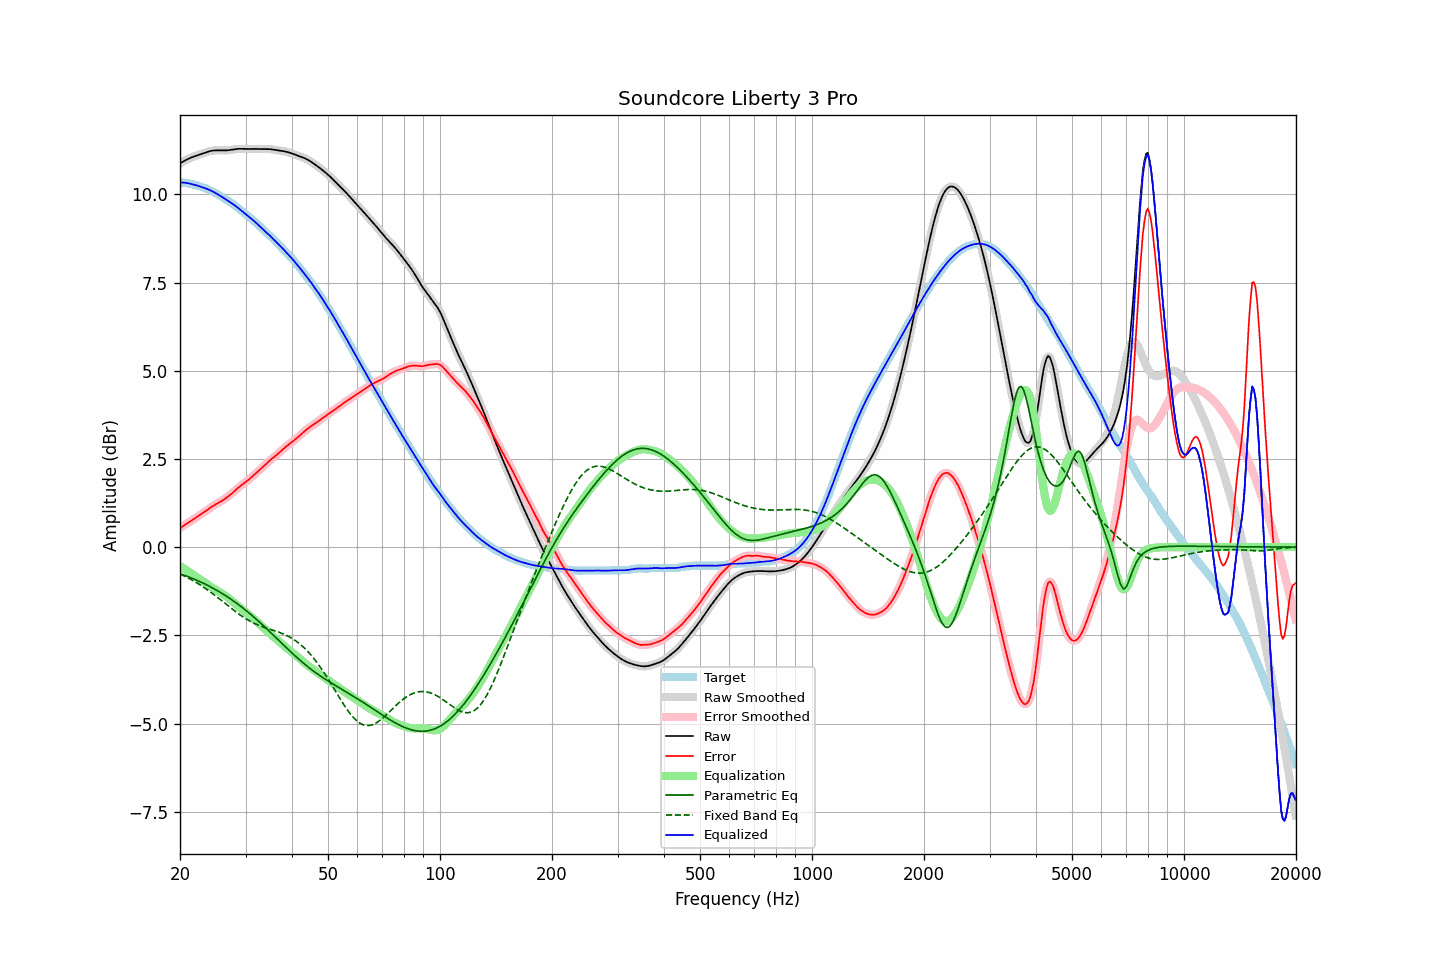 Soundcore Liberty 3 Pro
Amplitude (dBr)
10.0
7.5
5.0
2.5
0.0
−2.5
−5.0
−7.5
Target
Raw Smoothed
Error Smoothed
Raw
Error
Equalization
Parametric Eq
Fixed Band Eq
Equalized
20 50 100 200 500 1000 2000 5000 10000 20000
Frequency (Hz)